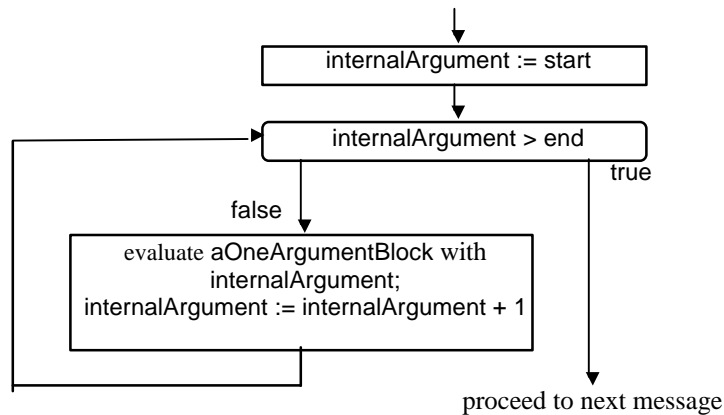 internalArgument := start
internalArgument > end
true
false
evaluate aOneArgumentBlock with
internalArgument;
internalArgument := internalArgument + 1
proceed to next message